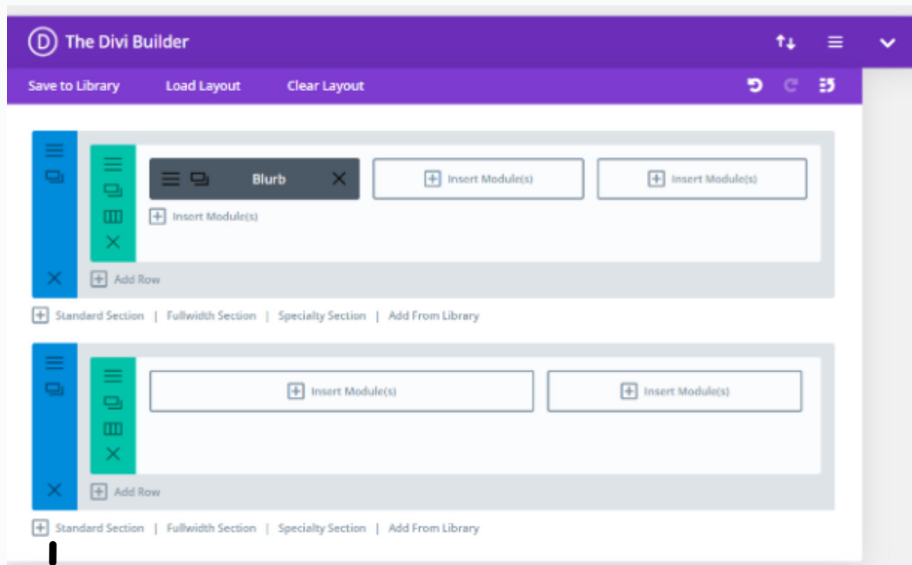 D The Divi Builder
Save to Library Load Layout Clear Layout
Blurb Insert Module(s) Insert Module(s)
Insert Module(s)
Add Row
Standard Section | Fullwidth Section | Specialty Section | Add From Library
Insert Module(s) Insert Module(s)
Add Row
Standard Section | Fullwidth Section | Specialty Section | Add From Library